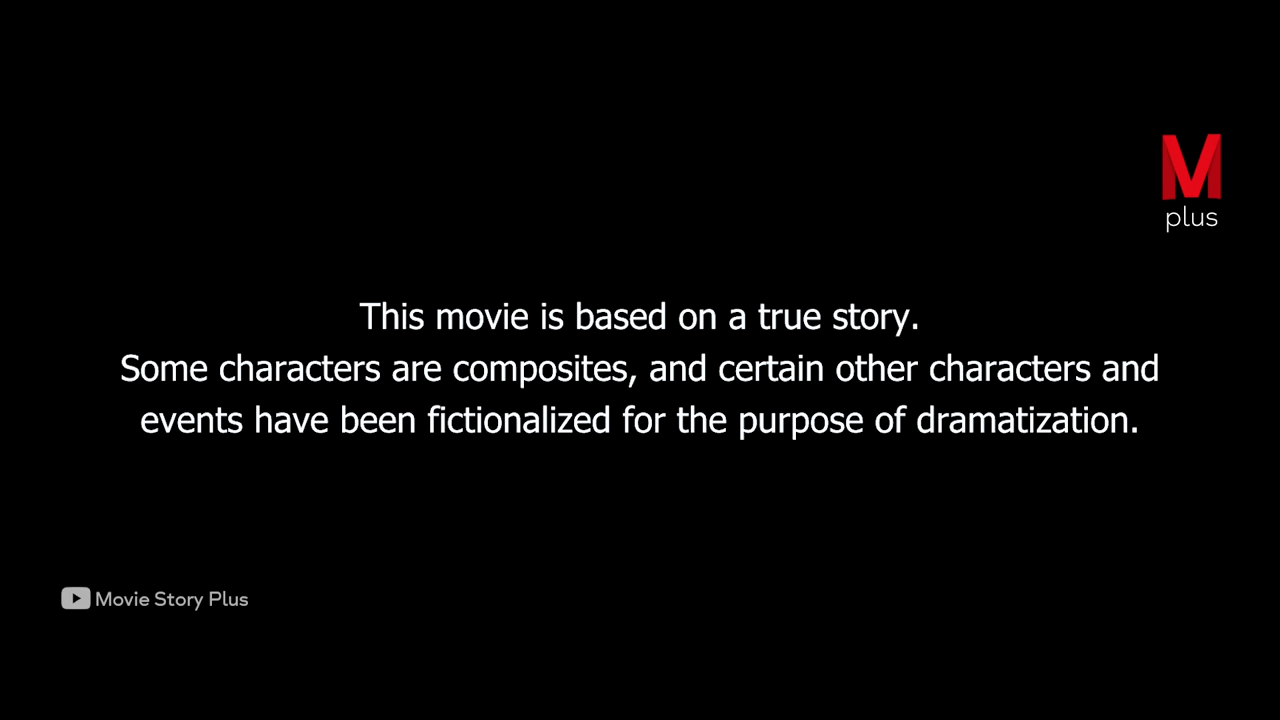 M
plus
This movie is based on a true story.
Some characters are composites, and certain other characters and
events have been fictionalized for the purpose of dramatization.
Movie Story Plus